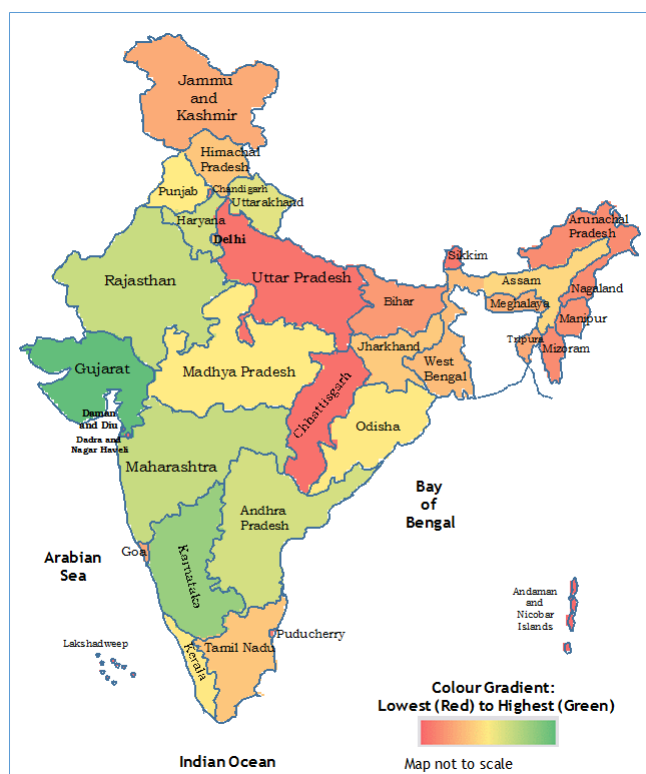 Jammu
and
Kashmir
Himachal
Pradesh
Punjab
Chandigarh
Uttarakhand
Haryana
Delhi
Arunachal
Pradesh
Sikkim
Rajasthan
Uttar Pradesh
Assam
Nagaland
Bihar
Meghalaya
Manipur
Tripura
Mizoram
Jharkhand
West
Bengal
Gujarat
Madhya Pradesh
Chhattisgarh
Daman
and Diu
Dadra and
Nagar Haveli
Odisha
Maharashtra
Andhra
Pradesh
Bay
of
Bengal
Goa
Karnataka
Arabian
Sea
Andaman
and
Nicobar
Islands
Puducherry
Lakshadweep
Kerala
Tamil Nadu
Colour Gradient:
Lowest (Red) to Highest (Green)
Indian Ocean
Map not to scale